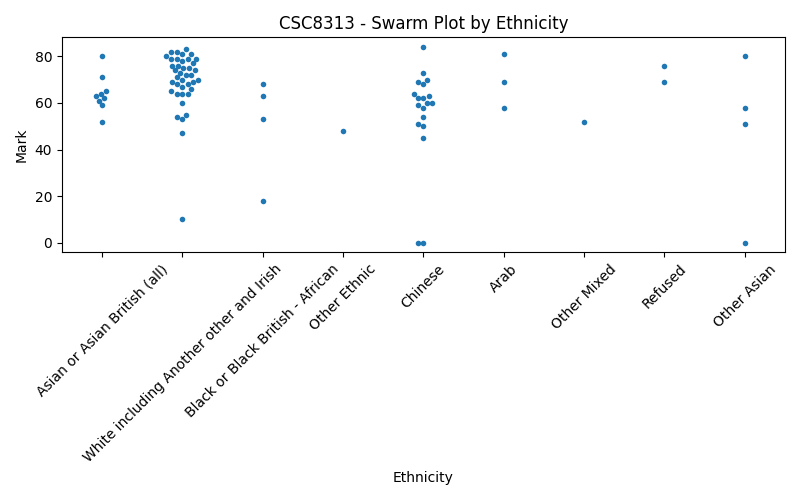 CSC8313 - Swarm Plot by Ethnicity
Mark
80
60
40
20
0
Asian or Asian British (all)
White including Another other and Irish
Black or Black British - African
Other Ethnic
Chinese
Arab
Other Mixed
Refused
Other Asian
Ethnicity